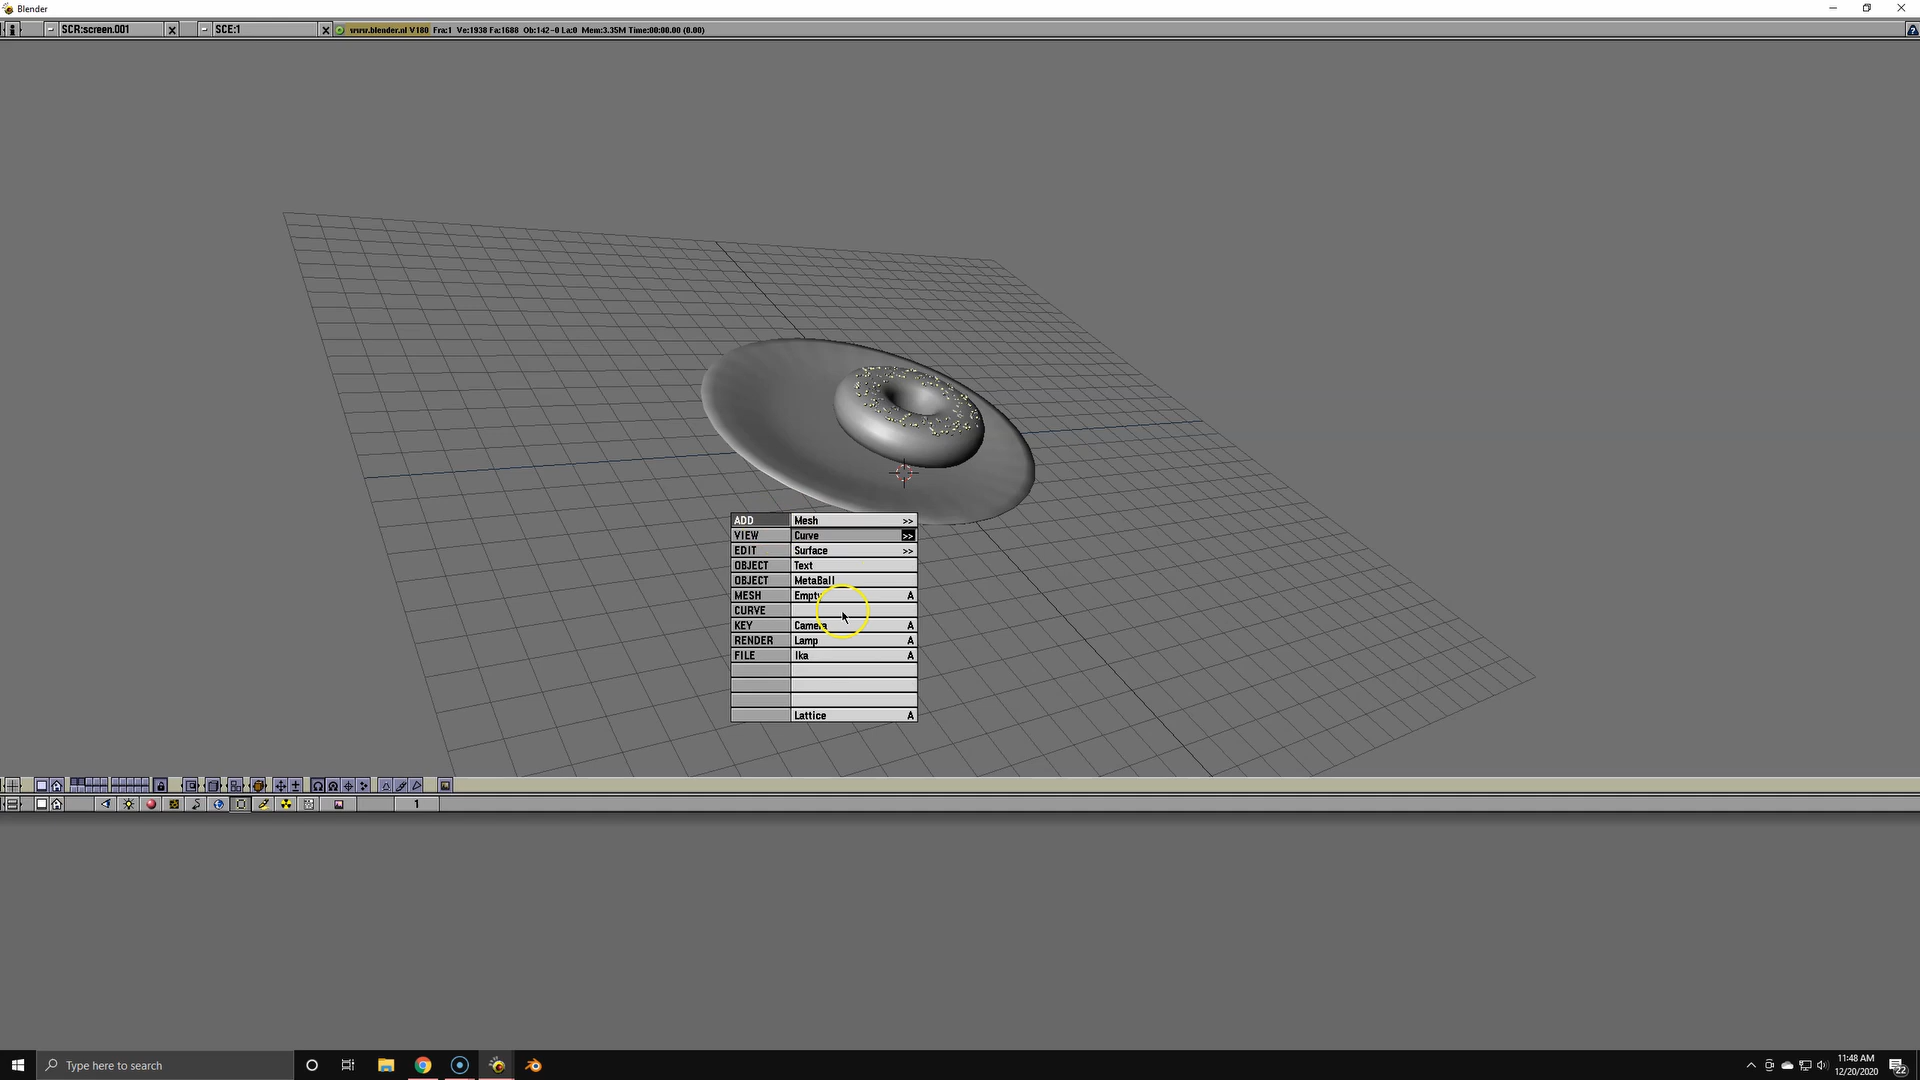 Blender
SCR:screen.001 X SCE:1 X www.blender.nl V180 Fra:1 Ve:1938 Fa:1688 Ob:142-0 La:0 Mem:3.35M Time:00:00.00 (0.00) ?
ADD Mesh >>
VIEW Curve >>
EDIT Surface >>
OBJECT Text
OBJECT MetaBall
MESH Empty A
CURVE
KEY Camera A
RENDER Lamp A
FILE Ika A
Lattice A
1
Type here to search
11:48 AM
12/20/2020
22